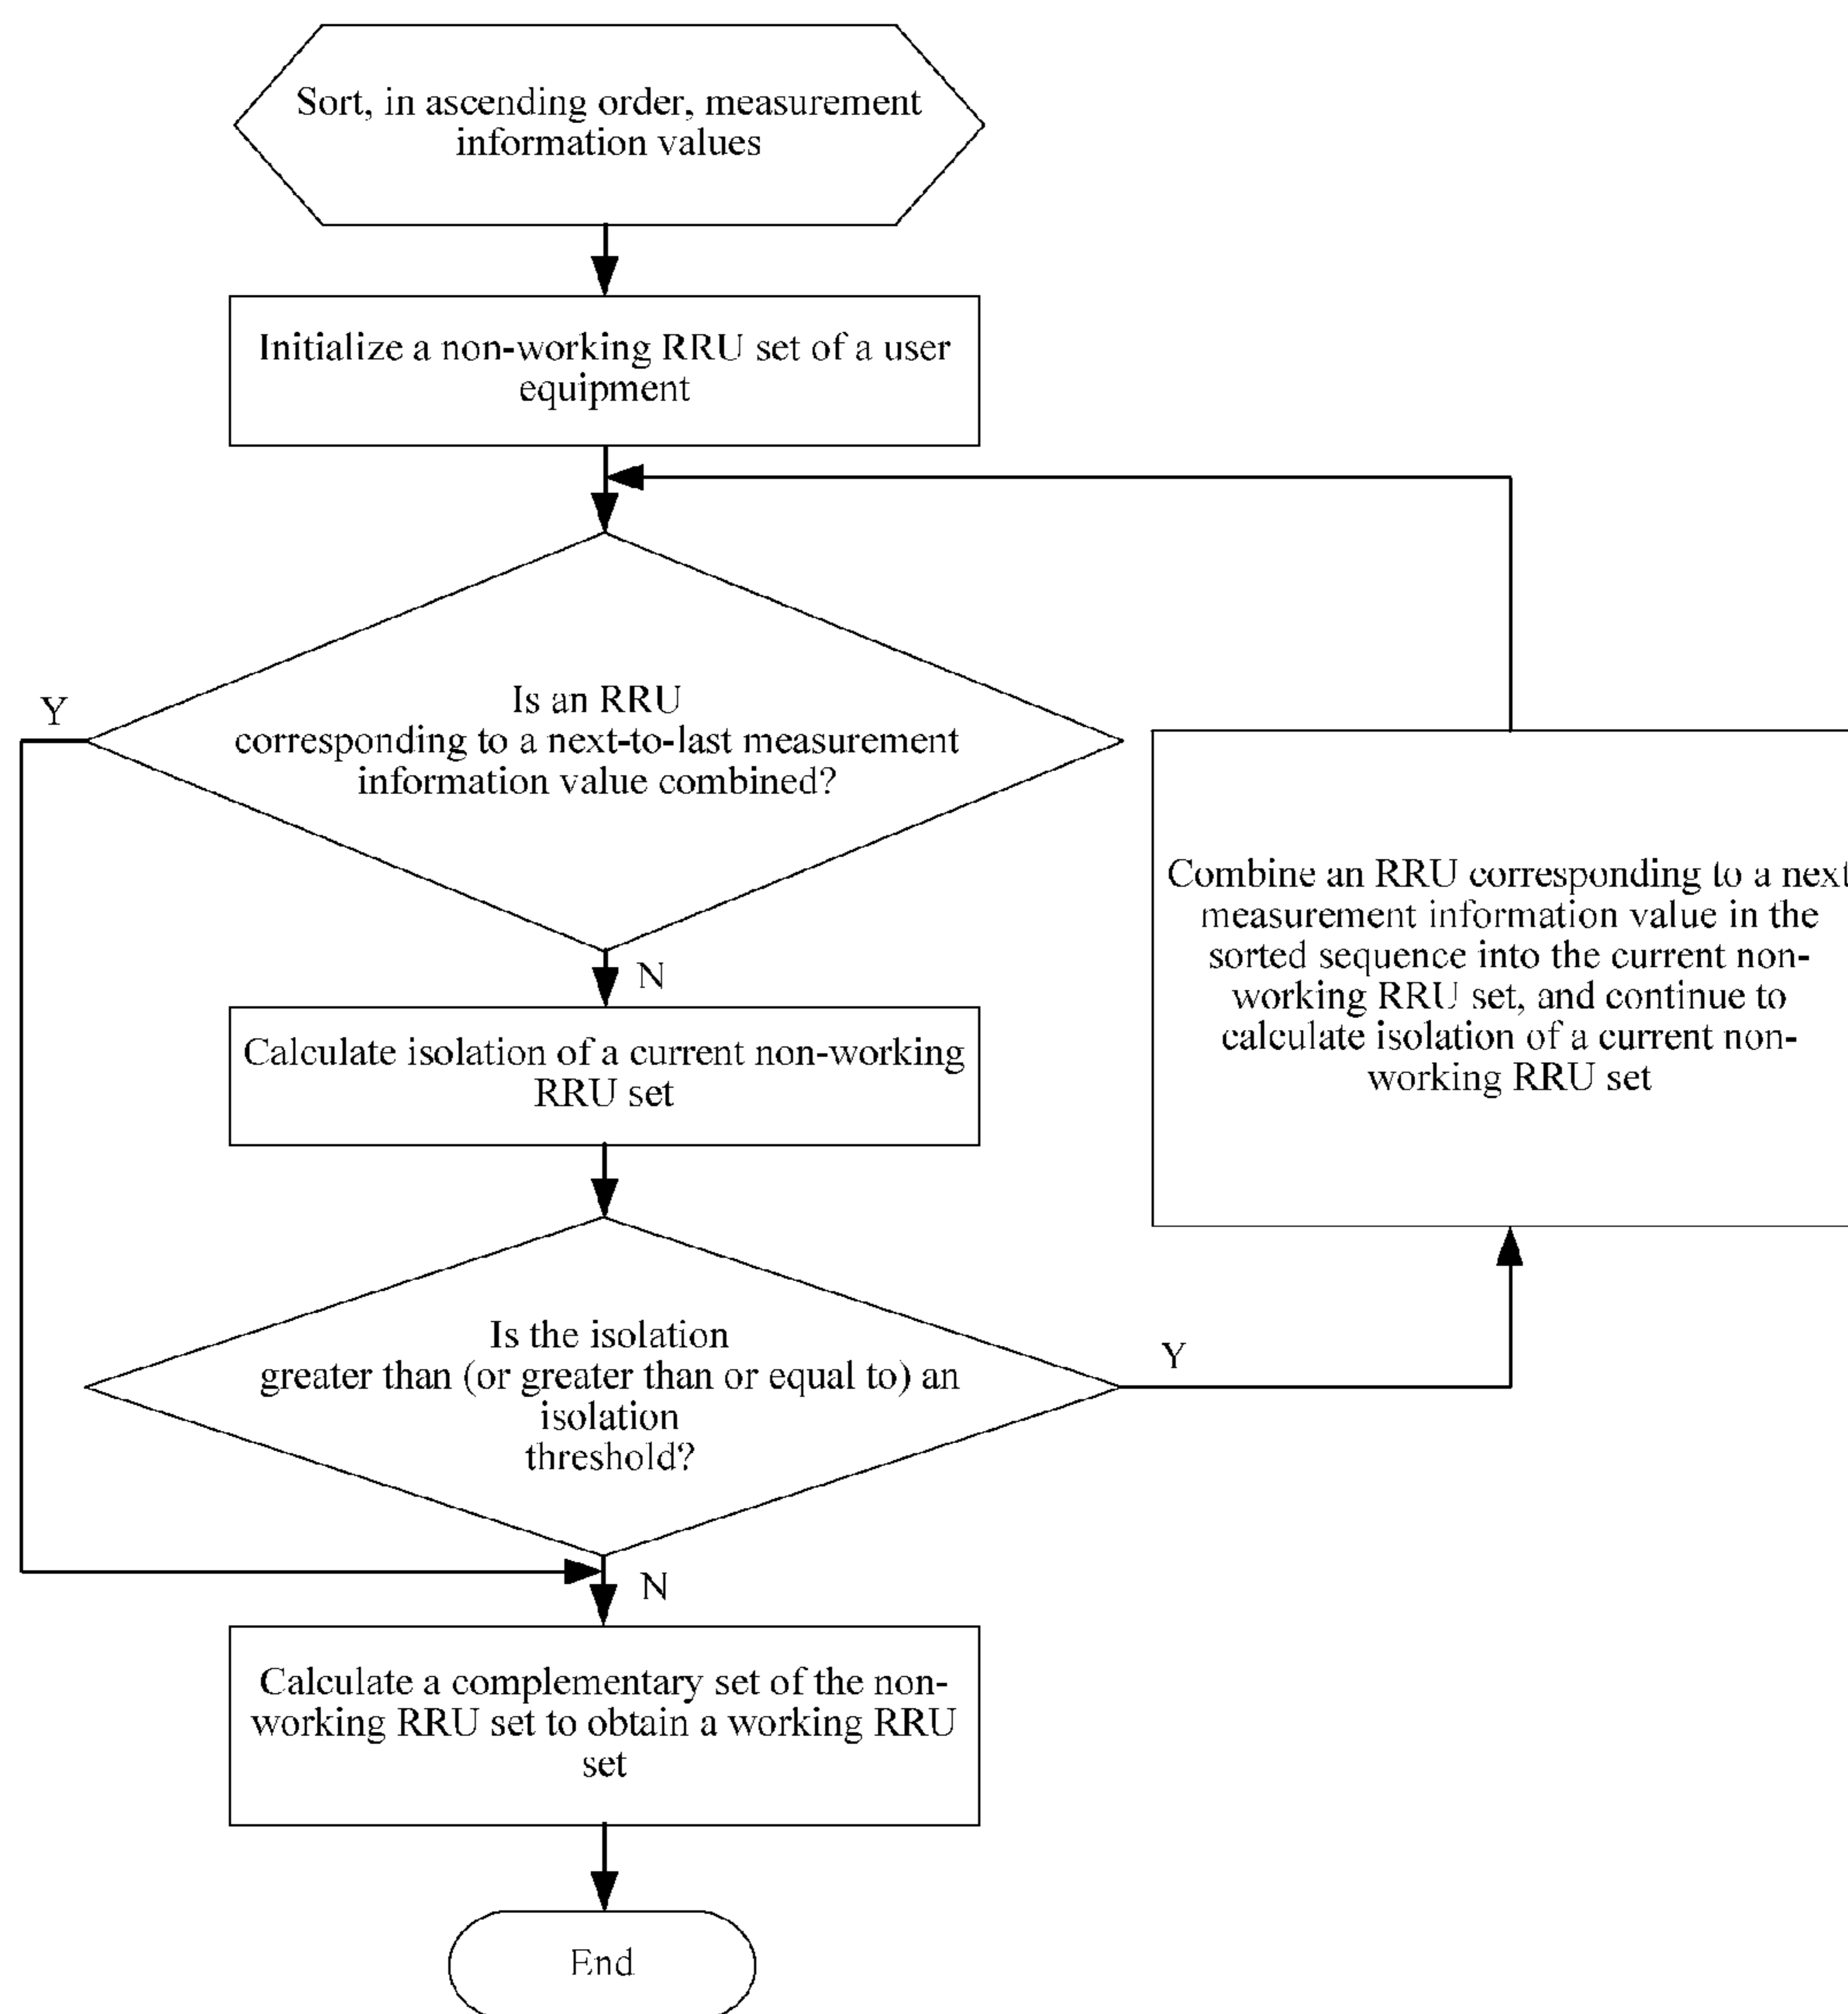 Sort, in ascending order, measurement
information values
Initialize a non-working RRU set of a user
equipment
Is an RRU
corresponding to a next-to-last measurement
information value combined?
Y
N
Combine an RRU corresponding to a next
measurement information value in the
sorted sequence into the current non-
working RRU set, and continue to
calculate isolation of a current non-
working RRU set
Calculate isolation of a current non-working
RRU set
Is the isolation
greater than (or greater than or equal to) an
isolation
threshold?
Y
N
Calculate a complementary set of the non-
working RRU set to obtain a working RRU
set
End